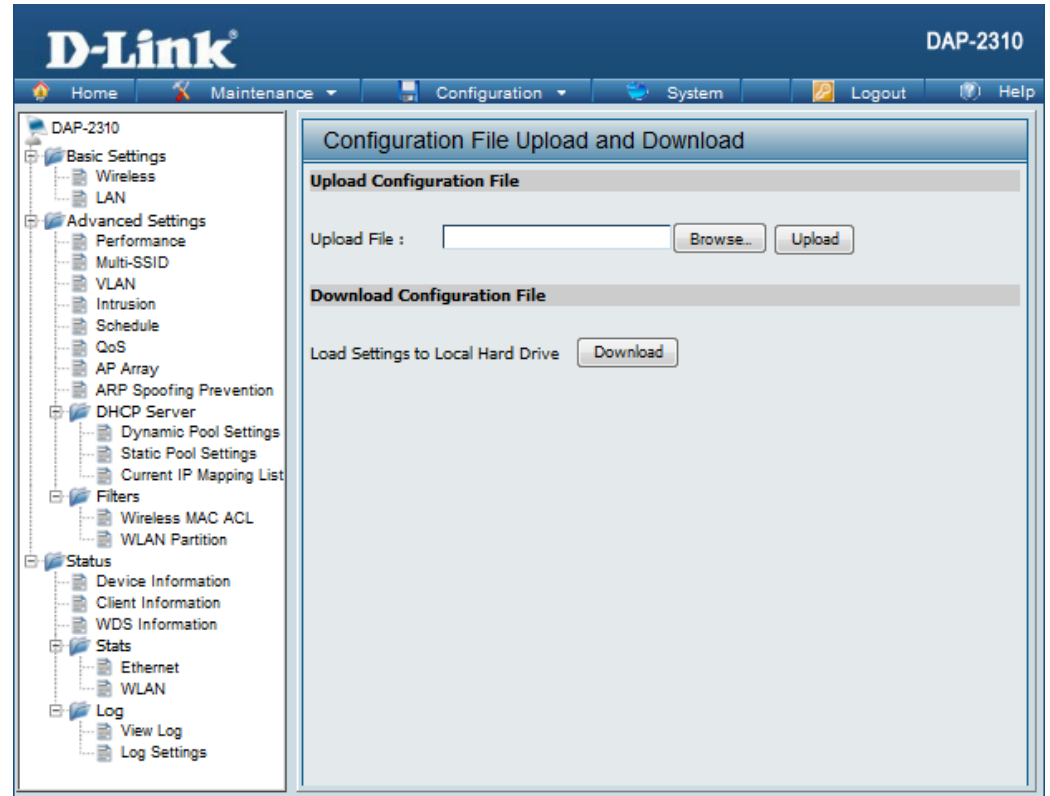 D-Link®
DAP-2310
Home Maintenance Configuration System Logout Help
DAP-2310
Basic Settings
Wireless
LAN
Advanced Settings
Performance
Multi-SSID
VLAN
Intrusion
Schedule
QoS
AP Array
ARP Spoofing Prevention
DHCP Server
Dynamic Pool Settings
Static Pool Settings
Current IP Mapping List
Filters
Wireless MAC ACL
WLAN Partition
Status
Device Information
Client Information
WDS Information
Stats
Ethernet
WLAN
Log
View Log
Log Settings
Configuration File Upload and Download
Upload Configuration File
Upload File : Browse... Upload
Download Configuration File
Load Settings to Local Hard Drive Download